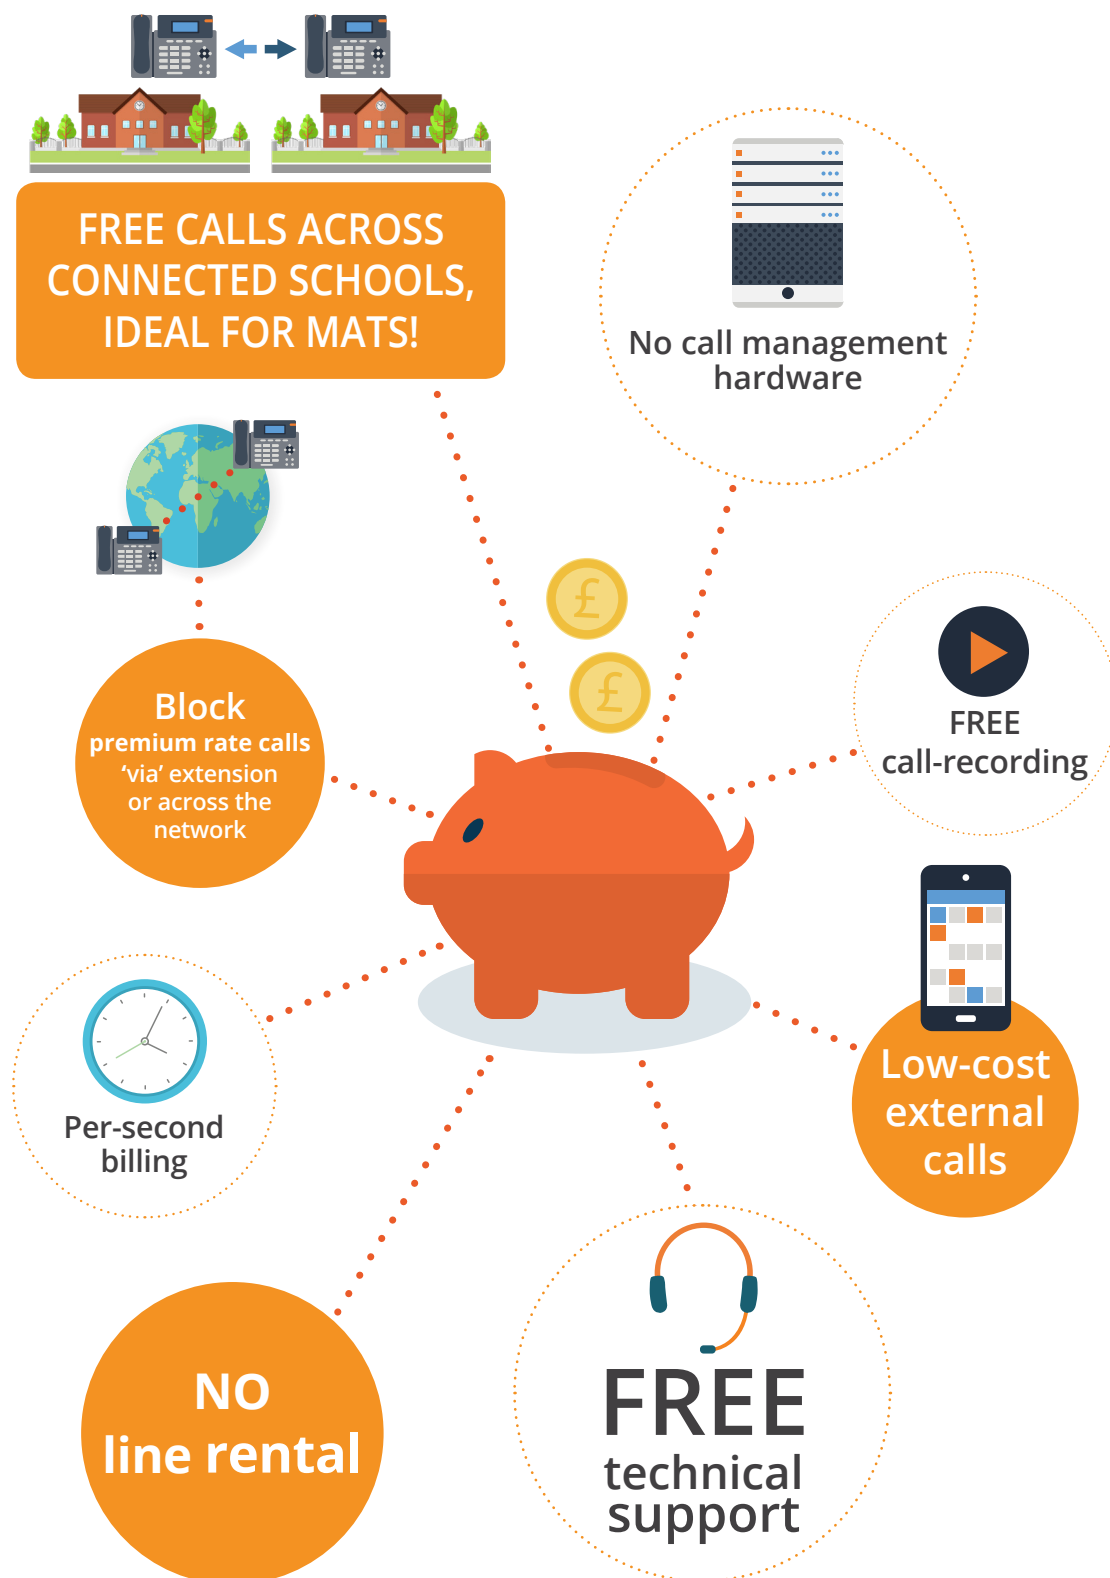 FREE CALLS ACROSS
CONNECTED SCHOOLS,
IDEAL FOR MATS!
No call management
hardware
£
£
Block
premium rate calls
‘via’ extension
or across the
network
FREE
call-recording
Per-second
billing
Low-cost
external
calls
NO
line rental
FREE
technical
support